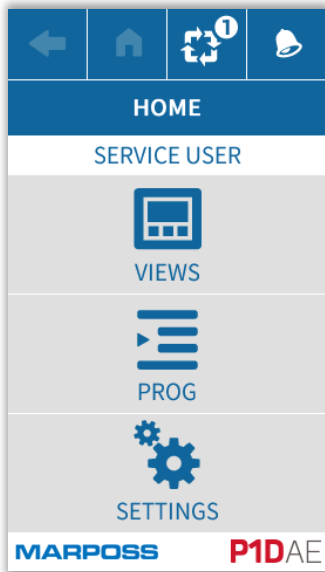 1
HOME
SERVICE USER
VIEWS
PROG
SETTINGS
MARPOSS P1DAE